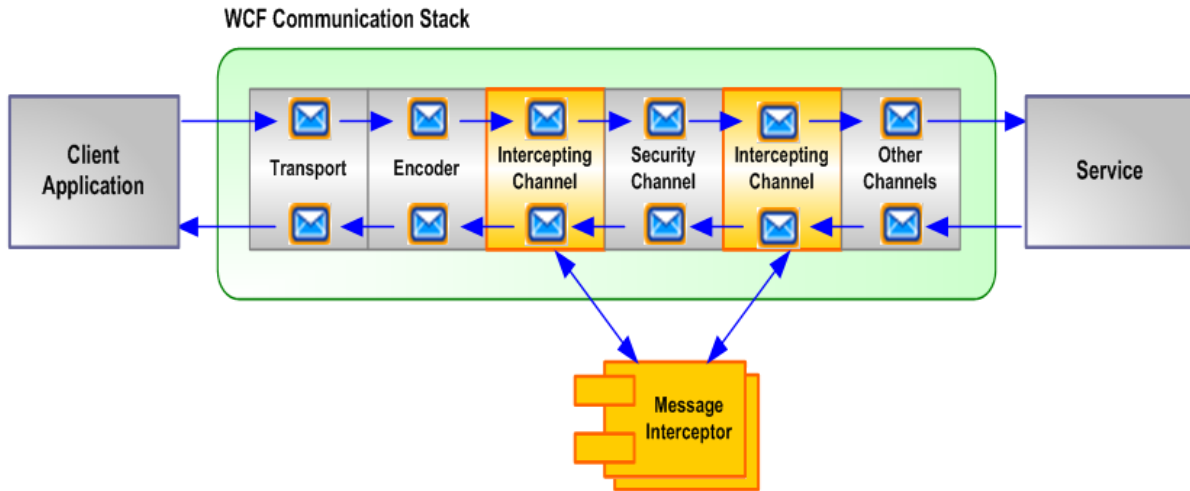 WCF Communication Stack
Client
Application
Transport
Encoder
Intercepting
Channel
Security
Channel
Intercepting
Channel
Other
Channels
Service
Message
Interceptor